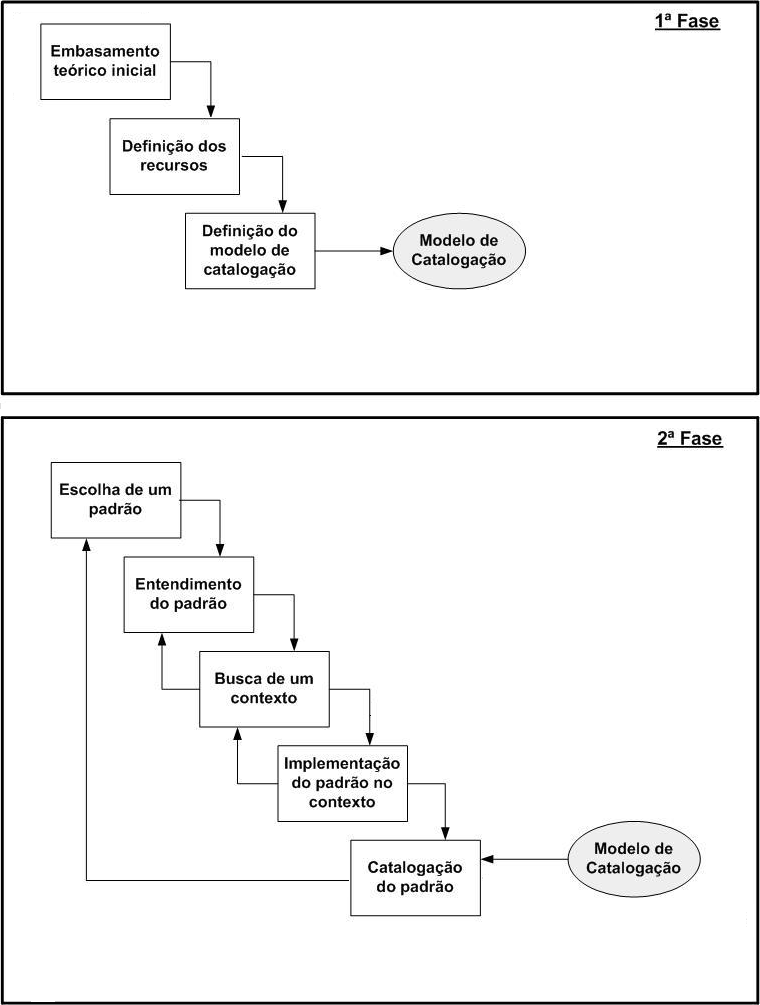 1ª Fase
Embasamento
teórico inicial
Definição dos
recursos
Definição do
modelo de
catalogação
Modelo de
Catalogação
2ª Fase
Escolha de um
padrão
Entendimento
do padrão
Busca de um
contexto
Implementação
do padrão no
contexto
Catalogação
do padrão
Modelo de
Catalogação